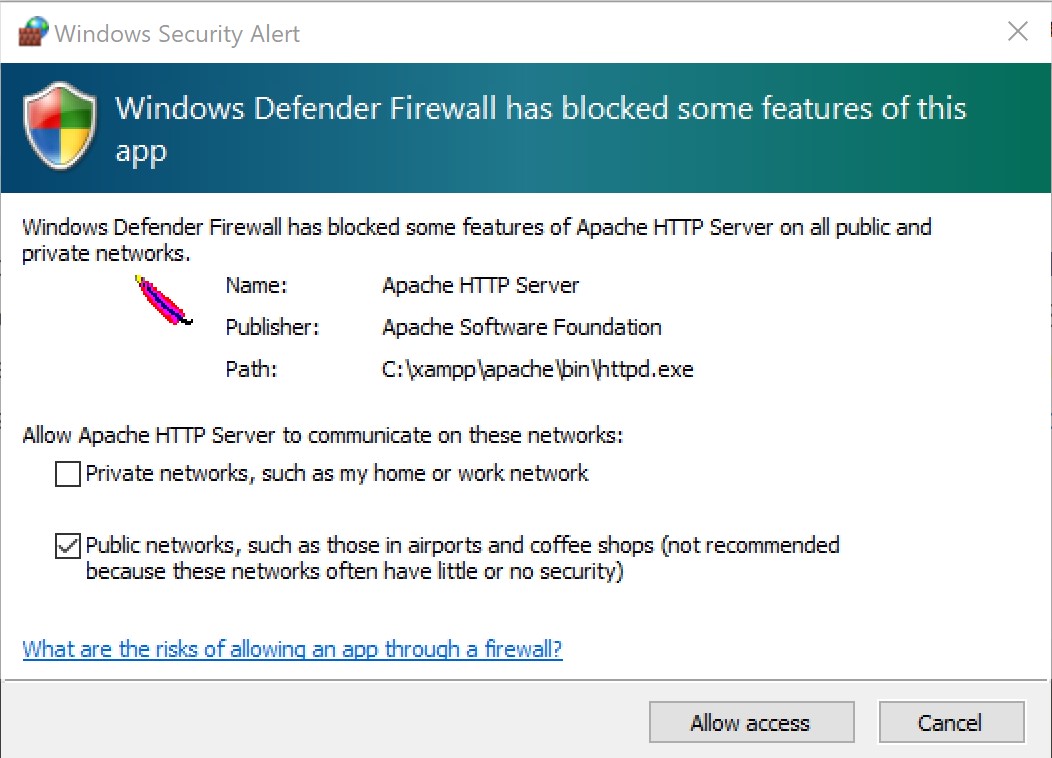 Windows Security Alert
Windows Defender Firewall has blocked some features of this
app
Windows Defender Firewall has blocked some features of Apache HTTP Server on all public and
private networks.
Name: Apache HTTP Server
Publisher: Apache Software Foundation
Path: C:\xampp\apache\bin\httpd.exe
Allow Apache HTTP Server to communicate on these networks:
Private networks, such as my home or work network
Public networks, such as those in airports and coffee shops (not recommended
because these networks often have little or no security)
What are the risks of allowing an app through a firewall?
Allow access Cancel